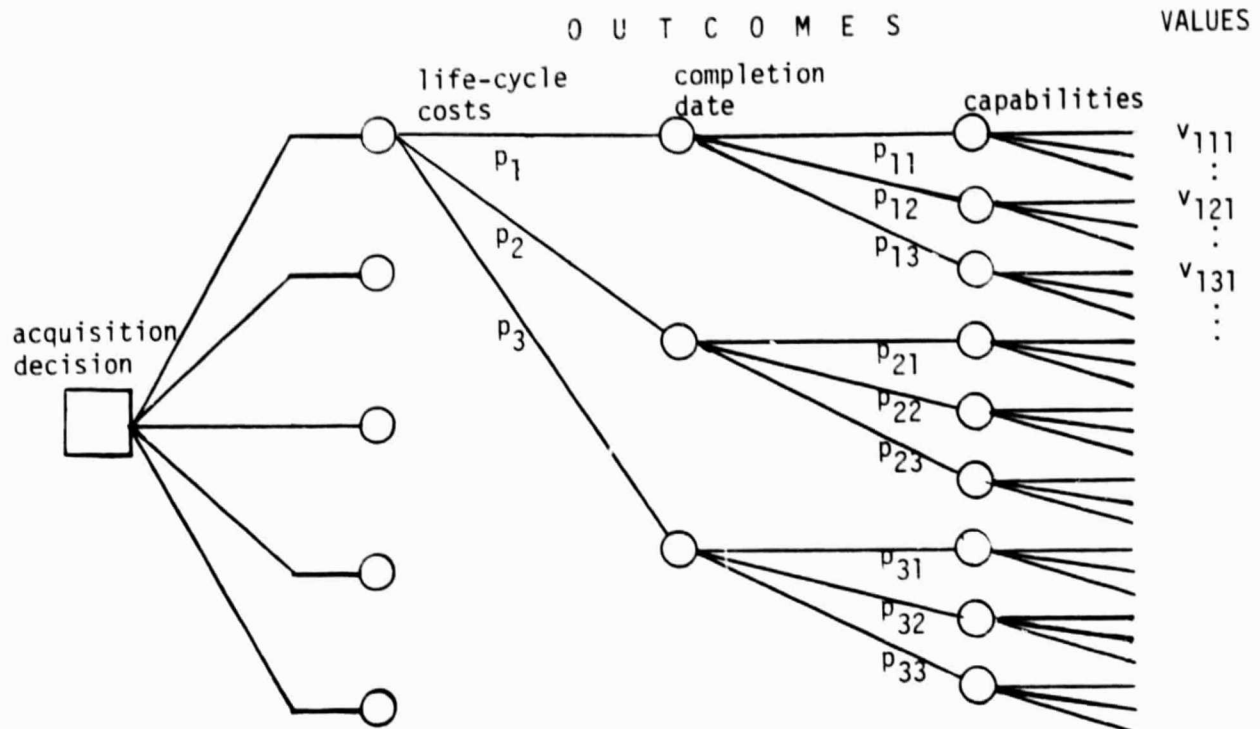 O U T C O M E S
VALUES
life-cycle
costs
completion
date
capabilities
acquisition
decision
p1
p2
p3
p11
p12
p13
p21
p22
p23
p31
p32
p33
v111
⋮
v121
⋮
v131
⋮